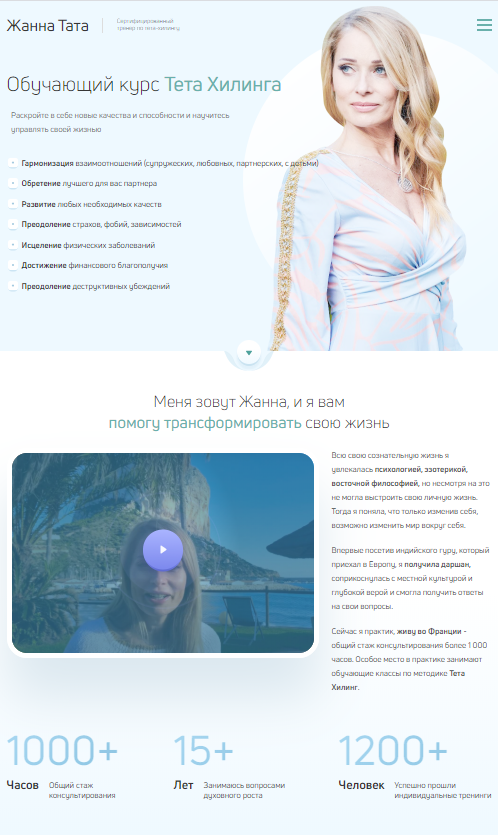 Жанна Тата
Сертифицированный
тренер по тета-хилингу
Обучающий курс Тета Хилинга
Раскройте в себе новые качества и способности и научитесь
управлять своей жизнью
Гармонизация взаимоотношений (супружеских, любовных, партнерских, с детьми)
Обретение лучшего для вас партнера
Развитие любых необходимых качеств
Преодоление страхов, фобий, зависимостей
Исцеление физических заболеваний
Достижение финансового благополучия
Преодоление деструктивных убеждений
Меня зовут Жанна, и я вам
помогу трансформировать свою жизнь
Всю свою сознательную жизнь я
увлекалась психологией, эзотерикой,
восточной философией, но несмотря на это
не могла выстроить свою личную жизнь.
Тогда я поняла, что только изменив себя,
возможно изменить мир вокруг себя.
Впервые посетив индийского гуру, который
приехал в Европу, я получила даршан,
соприкоснулась с местной культурой и
глубокой верой и смогла получить ответы
на свои вопросы.
Сейчас я практик, живу во Франции -
общий стаж консультирования более 1 000
часов. Особое место в практике занимают
обучающие классы по методике Тета
Хилинг.
1000+
Часов Общий стаж
консультирования
15+
Лет Занимаюсь вопросами
духовного роста
1200+
Человек Успешно прошли
индивидуальные тренинги